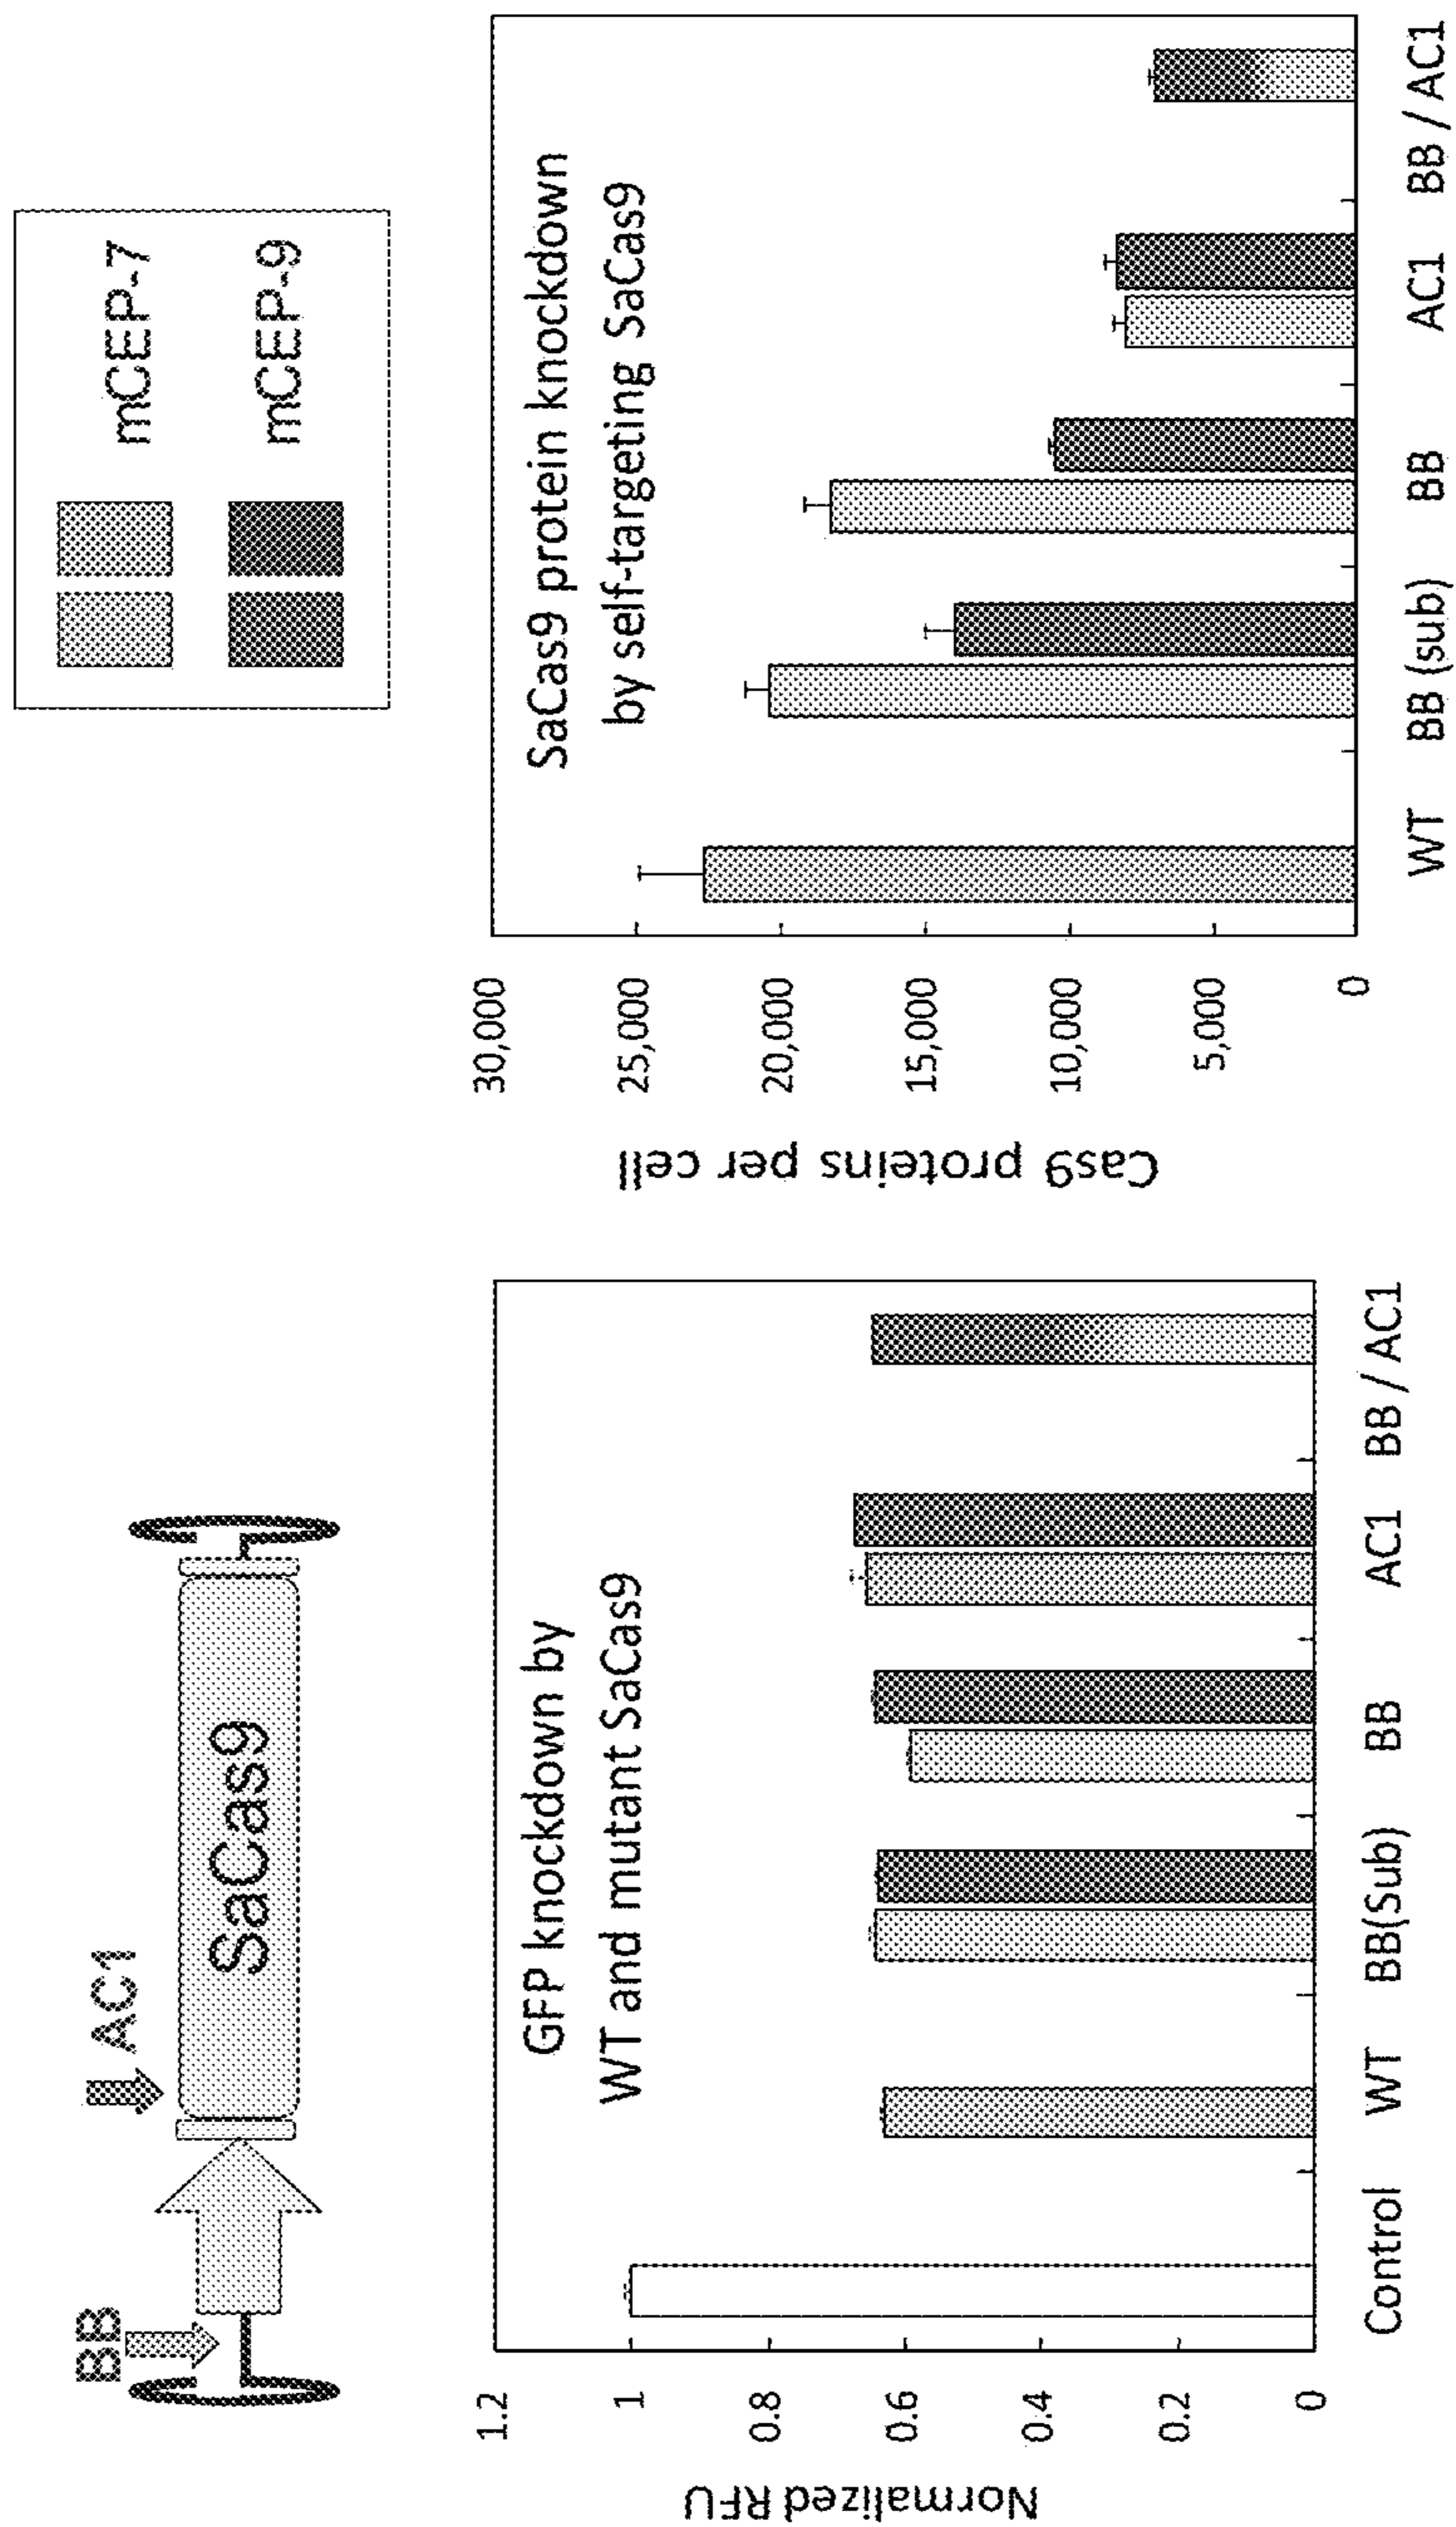 BB
AC1
SaCas9
mCEP-7
mCEP-9
GFP knockdown by
WT and mutant SaCas9
Normalized RFU
1.2
1
0.8
0.6
0.4
0.2
0
Control
WT
BB(Sub)
BB
AC1
BB / AC1
SaCas9 protein knockdown
by self-targeting SaCas9
Cas9 proteins per cell
30,000
25,000
20,000
15,000
10,000
5,000
0
WT
BB (sub)
BB
AC1
BB / AC1